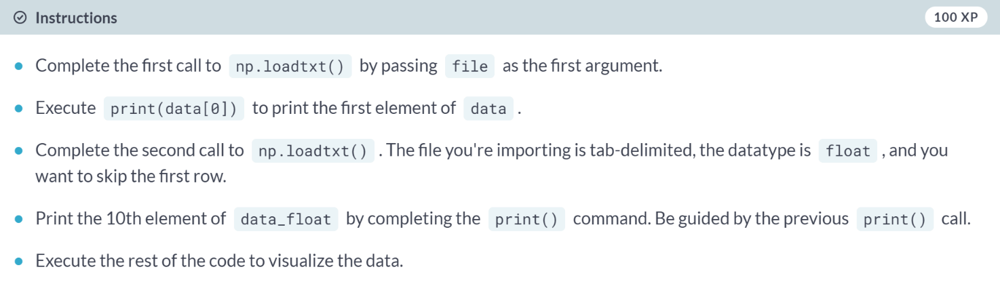 Instructions
100 XP
Complete the first call to np.loadtxt() by passing file as the first argument.
Execute print(data[0]) to print the first element of data .
Complete the second call to np.loadtxt() . The file you're importing is tab-delimited, the datatype is float , and you
want to skip the first row.
Print the 10th element of data_float by completing the print() command. Be guided by the previous print() call.
Execute the rest of the code to visualize the data.